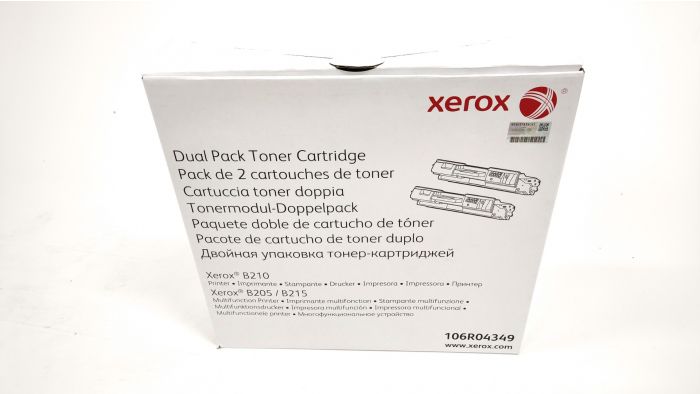 xerox ®
Dual Pack Toner Cartridge
Pack de 2 cartouches de toner
Cartuccia toner doppia
Tonermodul-Doppelpack
Paquete doble de cartucho de tóner
Pacote de cartucho de toner duplo
Двойная упаковка тонер-картриджей
Xerox® B210
Printer • Imprimante • Stampante • Drucker • Impresora • Impressora • Принтер
Xerox® B205 / B215
Multifunction Printer • Imprimante multifonction • Stampante multifunzione •
Multifunktionsdrucker • Impresora multifunción • Impressora multifuncional •
Multifunctionele printer • Многофункциональное устройство
106R04349
www.xerox.com